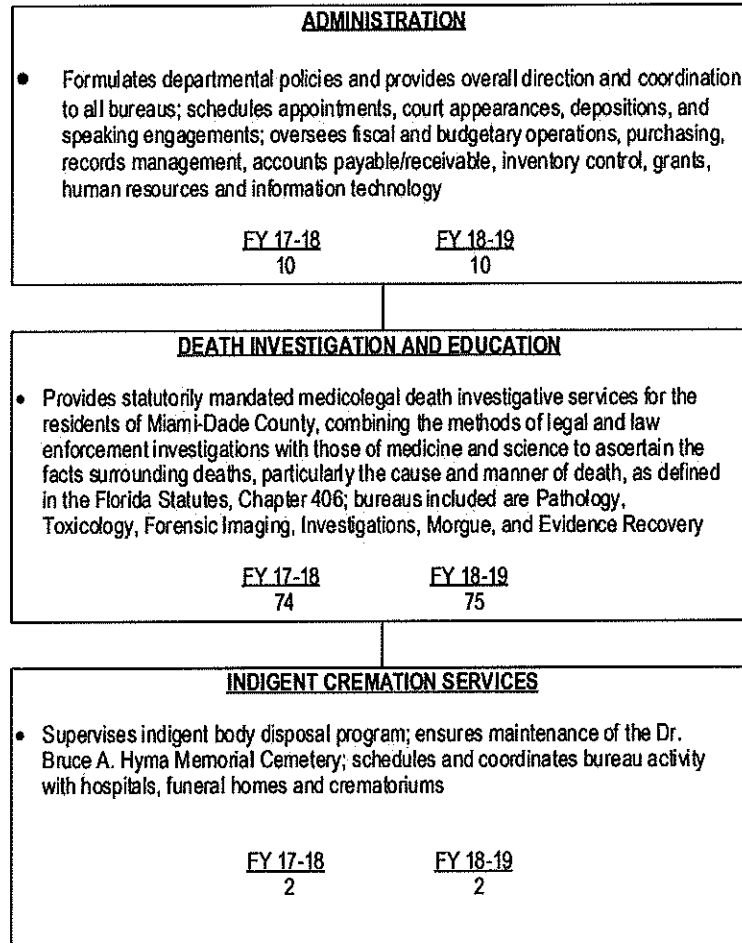 ADMINISTRATION
• Formulates departmental policies and provides overall direction and coordination
to all bureaus; schedules appointments, court appearances, depositions, and
speaking engagements; oversees fiscal and budgetary operations, purchasing,
records management, accounts payable/receivable, inventory control, grants,
human resources and information technology
FY 17-18 FY 18-19
10 10
DEATH INVESTIGATION AND EDUCATION
• Provides statutorily mandated medicolegal death investigative services for the
residents of Miami-Dade County, combining the methods of legal and law
enforcement investigations with those of medicine and science to ascertain the
facts surrounding deaths, particularly the cause and manner of death, as defined
in the Florida Statutes, Chapter 406; bureaus included are Pathology,
Toxicology, Forensic Imaging, Investigations, Morgue, and Evidence Recovery
FY 17-18 FY 18-19
74 75
INDIGENT CREMATION SERVICES
• Supervises indigent body disposal program; ensures maintenance of the Dr.
Bruce A. Hyma Memorial Cemetery; schedules and coordinates bureau activity
with hospitals, funeral homes and crematoriums
FY 17-18 FY 18-19
2 2